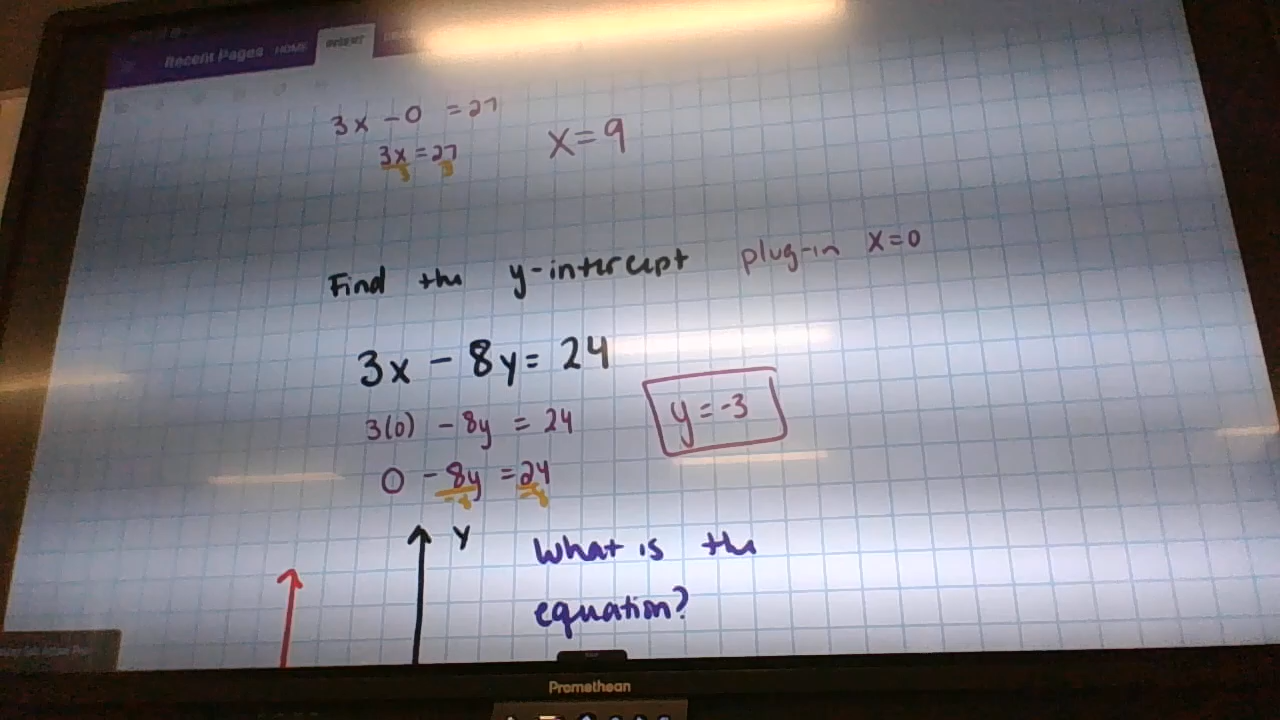 Recent Pages HOME INSERT
3x - 0 = 27
3x = 27
3 3
x = 9
Find the y-intercept plug-in x=0
3x - 8y = 24
3(0) - 8y = 24
0 - 8y = 24
-8 -8
y = -3
Y
What is the
equation?
Promethean